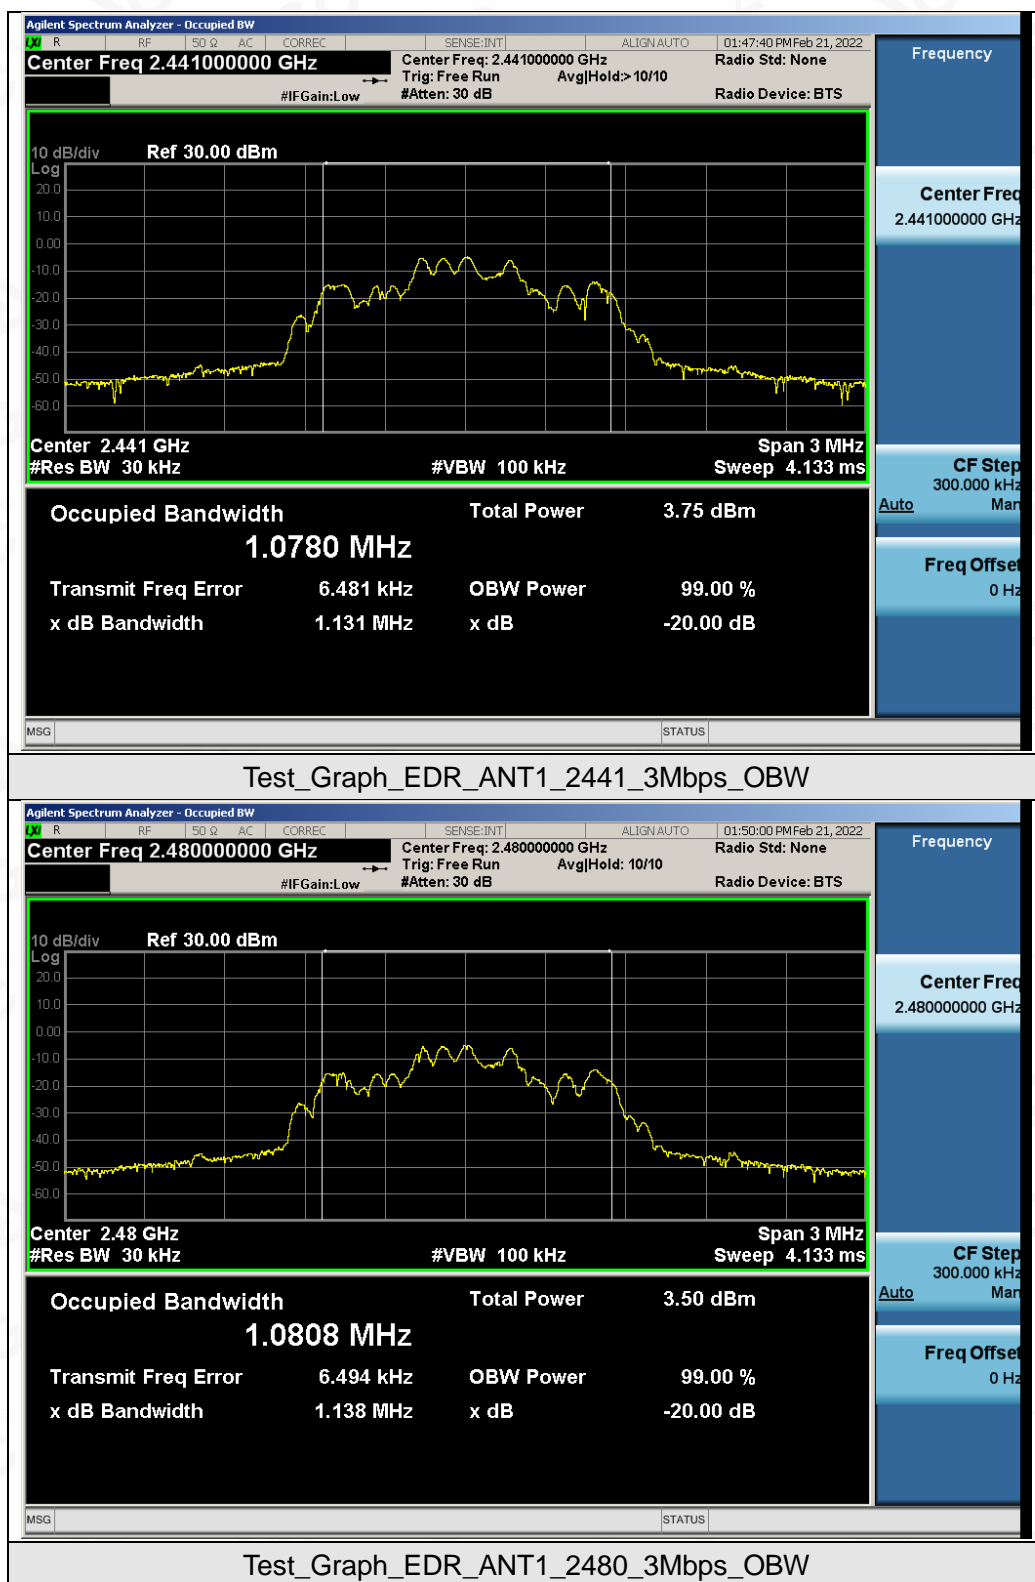 Agilent Spectrum Analyzer - Occupied BW
LXI R RF 50 Ω AC CORREC SENSE:INT ALIGN AUTO 01:47:40 PM Feb 21, 2022
Center Freq 2.441000000 GHz Center Freq: 2.441000000 GHz Radio Std: None
Trig: Free Run Avg|Hold:>10/10
#IFGain:Low #Atten: 30 dB Radio Device: BTS
Frequency
10 dB/div Ref 30.00 dBm
Log
20.0
10.0
0.00
-10.0
-20.0
-30.0
-40.0
-50.0
-60.0
Center 2.441 GHz Span 3 MHz
#Res BW 30 kHz #VBW 100 kHz Sweep 4.133 ms
Center Freq
2.441000000 GHz
CF Step
300.000 kHz
Auto Man
Freq Offset
0 Hz
Occupied Bandwidth Total Power 3.75 dBm
1.0780 MHz
Transmit Freq Error 6.481 kHz OBW Power 99.00 %
x dB Bandwidth 1.131 MHz x dB -20.00 dB
MSG STATUS
Test_Graph_EDR_ANT1_2441_3Mbps_OBW
Agilent Spectrum Analyzer - Occupied BW
LXI R RF 50 Ω AC CORREC SENSE:INT ALIGN AUTO 01:50:00 PM Feb 21, 2022
Center Freq 2.480000000 GHz Center Freq: 2.480000000 GHz Radio Std: None
Trig: Free Run Avg|Hold: 10/10
#IFGain:Low #Atten: 30 dB Radio Device: BTS
Frequency
10 dB/div Ref 30.00 dBm
Log
20.0
10.0
0.00
-10.0
-20.0
-30.0
-40.0
-50.0
-60.0
Center 2.48 GHz Span 3 MHz
#Res BW 30 kHz #VBW 100 kHz Sweep 4.133 ms
Center Freq
2.480000000 GHz
CF Step
300.000 kHz
Auto Man
Freq Offset
0 Hz
Occupied Bandwidth Total Power 3.50 dBm
1.0808 MHz
Transmit Freq Error 6.494 kHz OBW Power 99.00 %
x dB Bandwidth 1.138 MHz x dB -20.00 dB
MSG STATUS
Test_Graph_EDR_ANT1_2480_3Mbps_OBW